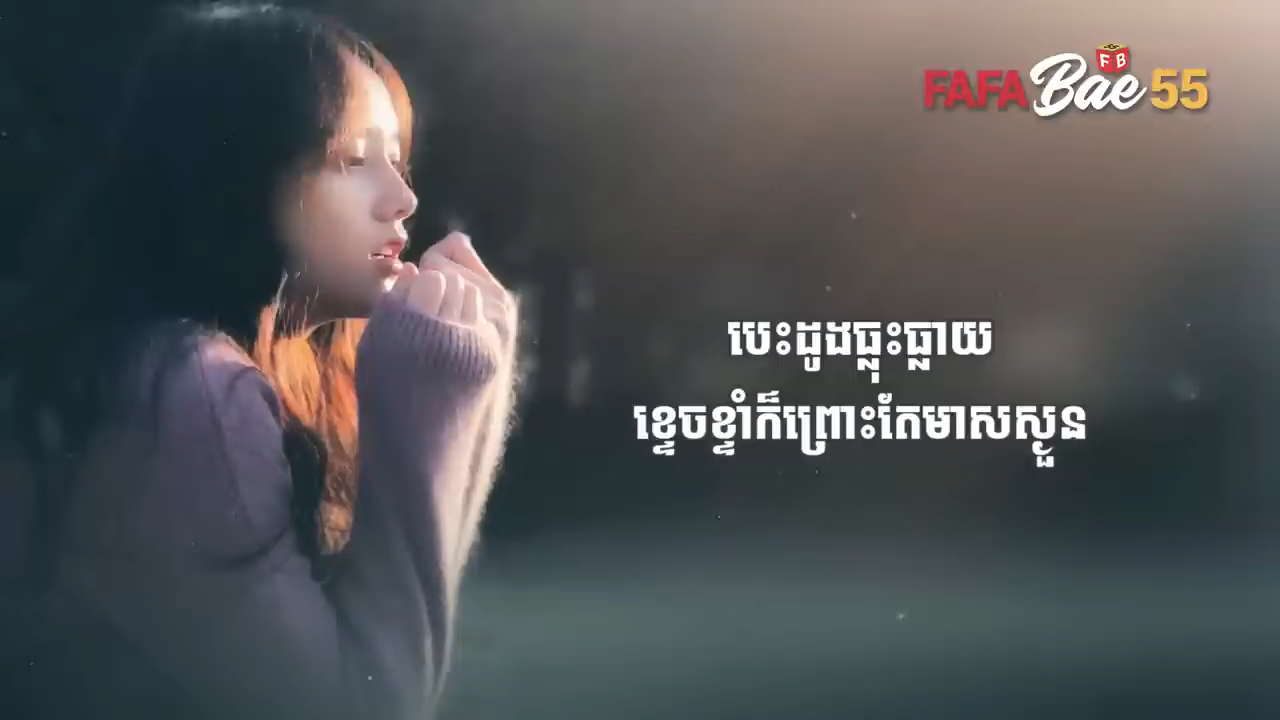 FAFA Bae 55
FB
បេះដូងធ្លុះធ្លាយ
ខ្ទេចខ្ទាំក៏ព្រោះតែមាសស្ងួន